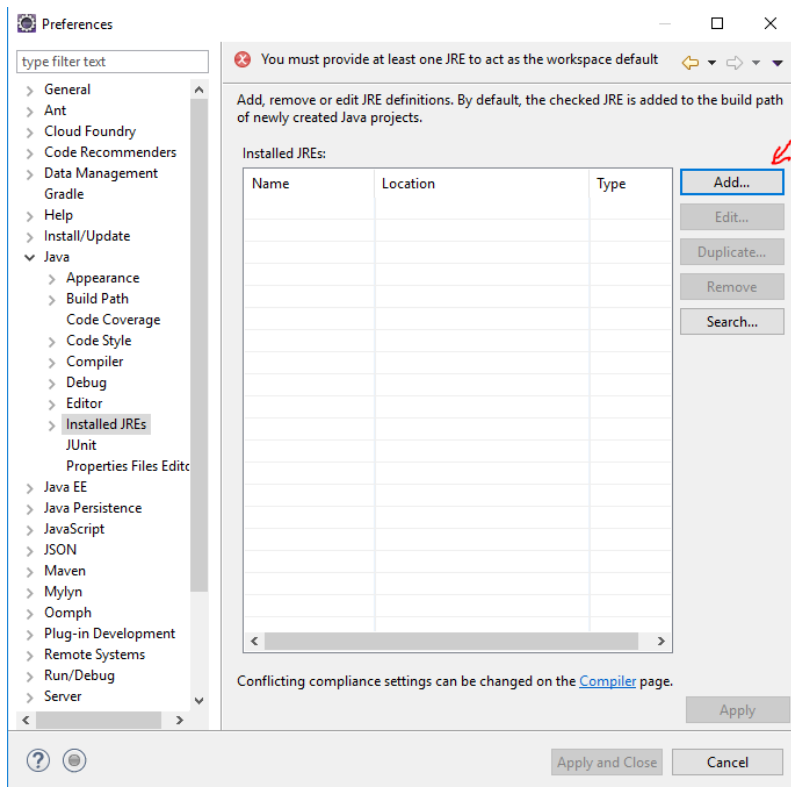 Preferences
type filter text
You must provide at least one JRE to act as the workspace default
General
Ant
Cloud Foundry
Code Recommenders
Data Management
Gradle
Help
Install/Update
Java
Appearance
Build Path
Code Coverage
Code Style
Compiler
Debug
Editor
Installed JREs
JUnit
Properties Files Edito
Java EE
Java Persistence
JavaScript
JSON
Maven
Mylyn
Oomph
Plug-in Development
Remote Systems
Run/Debug
Server
Add, remove or edit JRE definitions. By default, the checked JRE is added to the build path
of newly created Java projects.
Installed JREs:
Name Location Type
Add...
Edit...
Duplicate...
Remove
Search...
Conflicting compliance settings can be changed on the Compiler page.
Apply
? Apply and Close Cancel